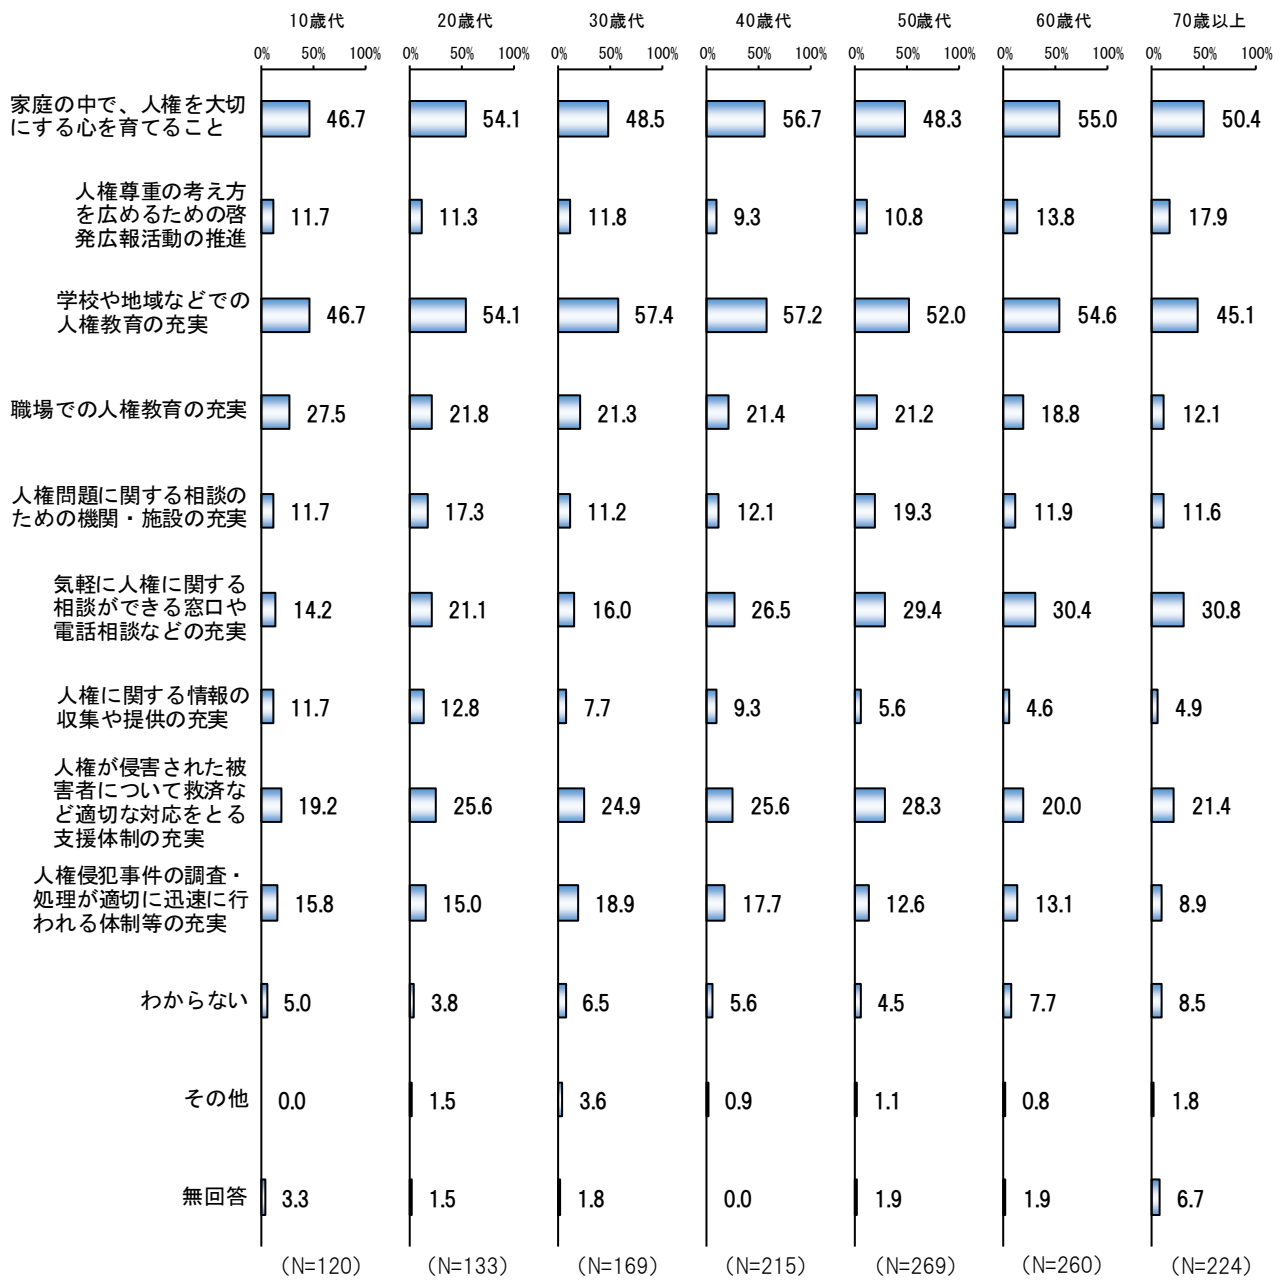 10歳代 20歳代 30歳代 40歳代 50歳代 60歳代 70歳以上
0% 50% 100% 0% 50% 100% 0% 50% 100% 0% 50% 100% 0% 50% 100% 0% 50% 100% 0% 50% 100%
家庭の中で、人権を大切
にする心を育てること
46.7 54.1 48.5 56.7 48.3 55.0 50.4
人権尊重の考え方
を広めるための啓
発広報活動の推進
11.7 11.3 11.8 9.3 10.8 13.8 17.9
学校や地域などでの
人権教育の充実
46.7 54.1 57.4 57.2 52.0 54.6 45.1
職場での人権教育の充実 27.5 21.8 21.3 21.4 21.2 18.8 12.1
人権問題に関する相談の
ための機関・施設の充実
11.7 17.3 11.2 12.1 19.3 11.9 11.6
気軽に人権に関する
相談ができる窓口や
電話相談などの充実
14.2 21.1 16.0 26.5 29.4 30.4 30.8
人権に関する情報の
収集や提供の充実
11.7 12.8 7.7 9.3 5.6 4.6 4.9
人権が侵害された被
害者について救済な
ど適切な対応をとる
支援体制の充実
19.2 25.6 24.9 25.6 28.3 20.0 21.4
人権侵犯事件の調査・
処理が適切に迅速に行
われる体制等の充実
15.8 15.0 18.9 17.7 12.6 13.1 8.9
わからない 5.0 3.8 6.5 5.6 4.5 7.7 8.5
その他 0.0 1.5 3.6 0.9 1.1 0.8 1.8
無回答 3.3 1.5 1.8 0.0 1.9 1.9 6.7
（N=120） （N=133） （N=169） （N=215） （N=269） （N=260） （N=224）